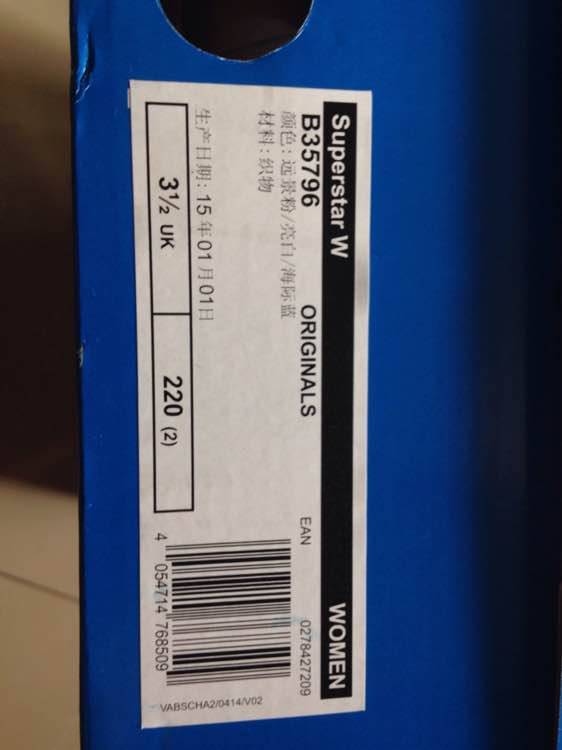 Superstar W WOMEN
B35796 ORIGINALS EAN 0278427209
颜色：远景粉/亮白/海际蓝
材料：织物
生产日期：15年01月01日
3½ UK 220 (2)
4 054714 768509
VABSCHA2/0414/V02